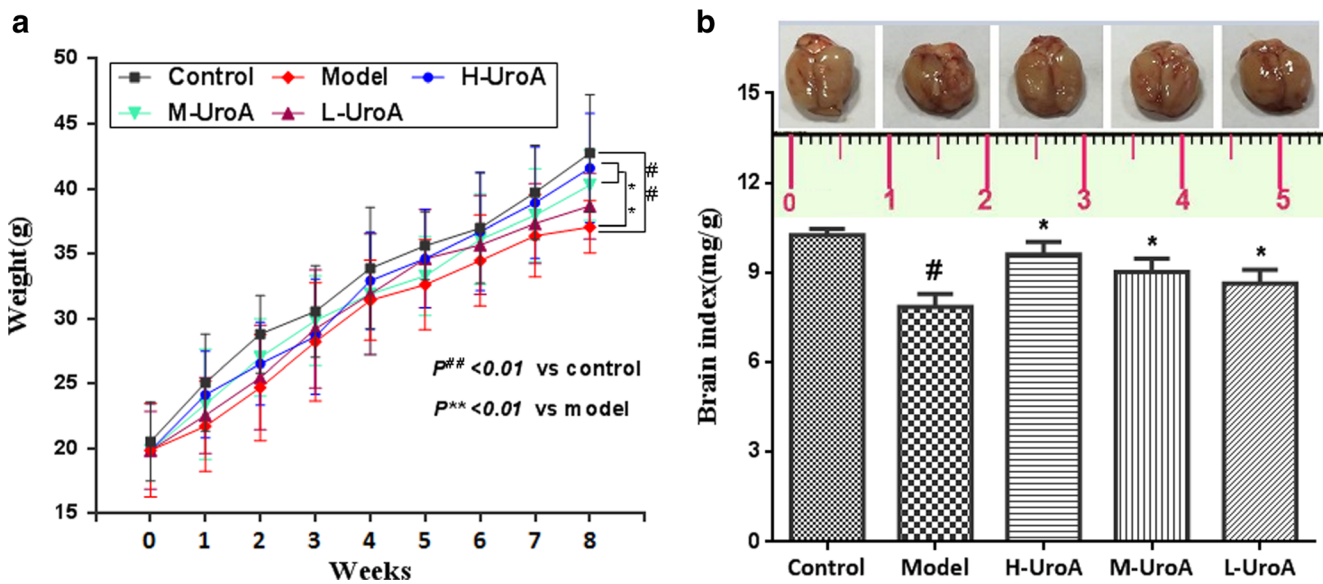 a
50
45
40
35
30
25
20
15
Weight(g)
Control Model H-UroA
M-UroA L-UroA
#
#
*
*
P## <0.01 vs control
P** <0.01 vs model
0 1 2 3 4 5 6 7 8
Weeks
b
15
12
9
6
3
0
Brain index(mg/g)
0 1 2 3 4 5
# * * *
Control Model H-UroA M-UroA L-UroA